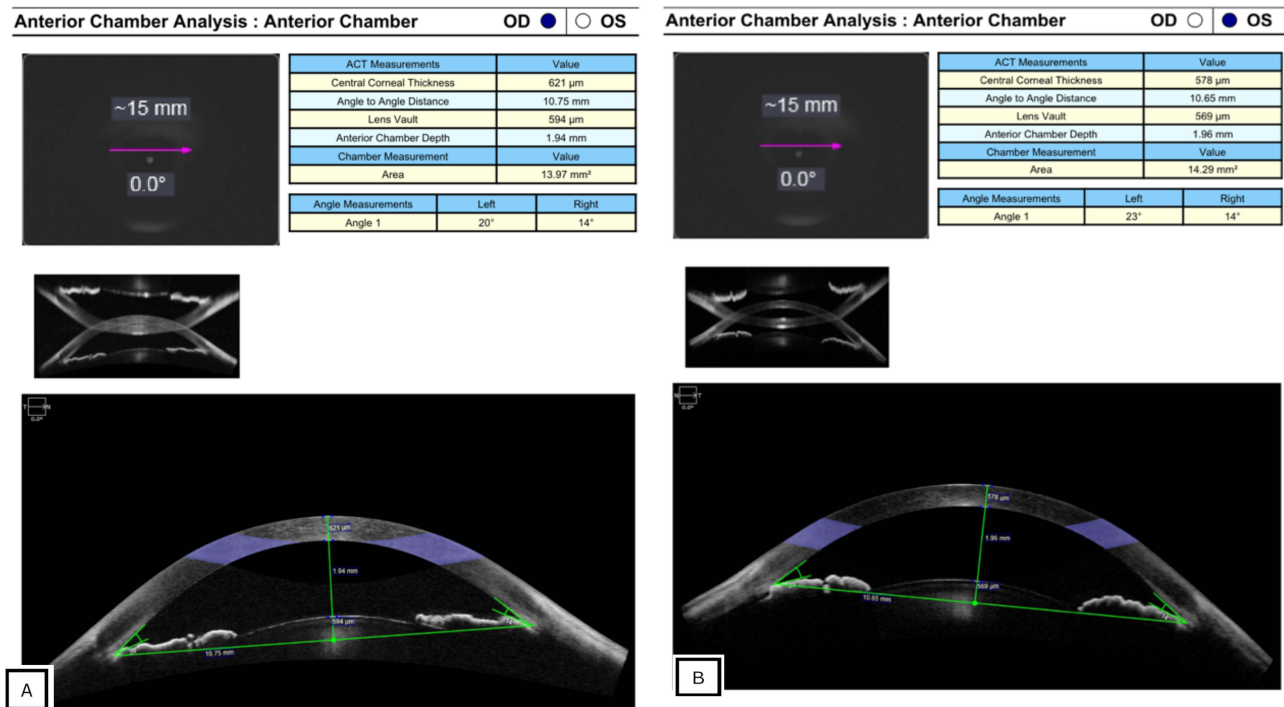 Anterior Chamber Analysis : Anterior Chamber OD OS
~15 mm
0.0°
ACT Measurements Value
Central Corneal Thickness 621 µm
Angle to Angle Distance 10.75 mm
Lens Vault 594 µm
Anterior Chamber Depth 1.94 mm
Chamber Measurement Value
Area 13.97 mm²
Angle Measurements Left Right
Angle 1 20° 14°
T N
0.0°
621 µm
1.94 mm
594 µm
10.75 mm
A
Anterior Chamber Analysis : Anterior Chamber OD OS
~15 mm
0.0°
ACT Measurements Value
Central Corneal Thickness 578 µm
Angle to Angle Distance 10.65 mm
Lens Vault 569 µm
Anterior Chamber Depth 1.96 mm
Chamber Measurement Value
Area 14.29 mm²
Angle Measurements Left Right
Angle 1 23° 14°
N T
0.0°
578 µm
1.96 mm
569 µm
10.65 mm
B